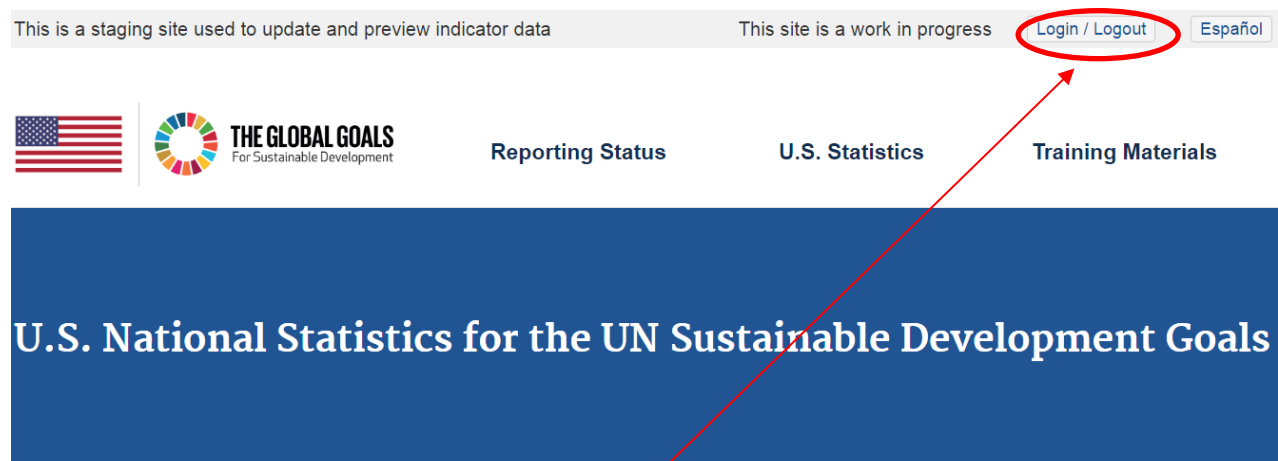 This is a staging site used to update and preview indicator data This site is a work in progress Login / Logout Español
THE GLOBAL GOALS
For Sustainable Development
Reporting Status U.S. Statistics Training Materials
U.S. National Statistics for the UN Sustainable Development Goals